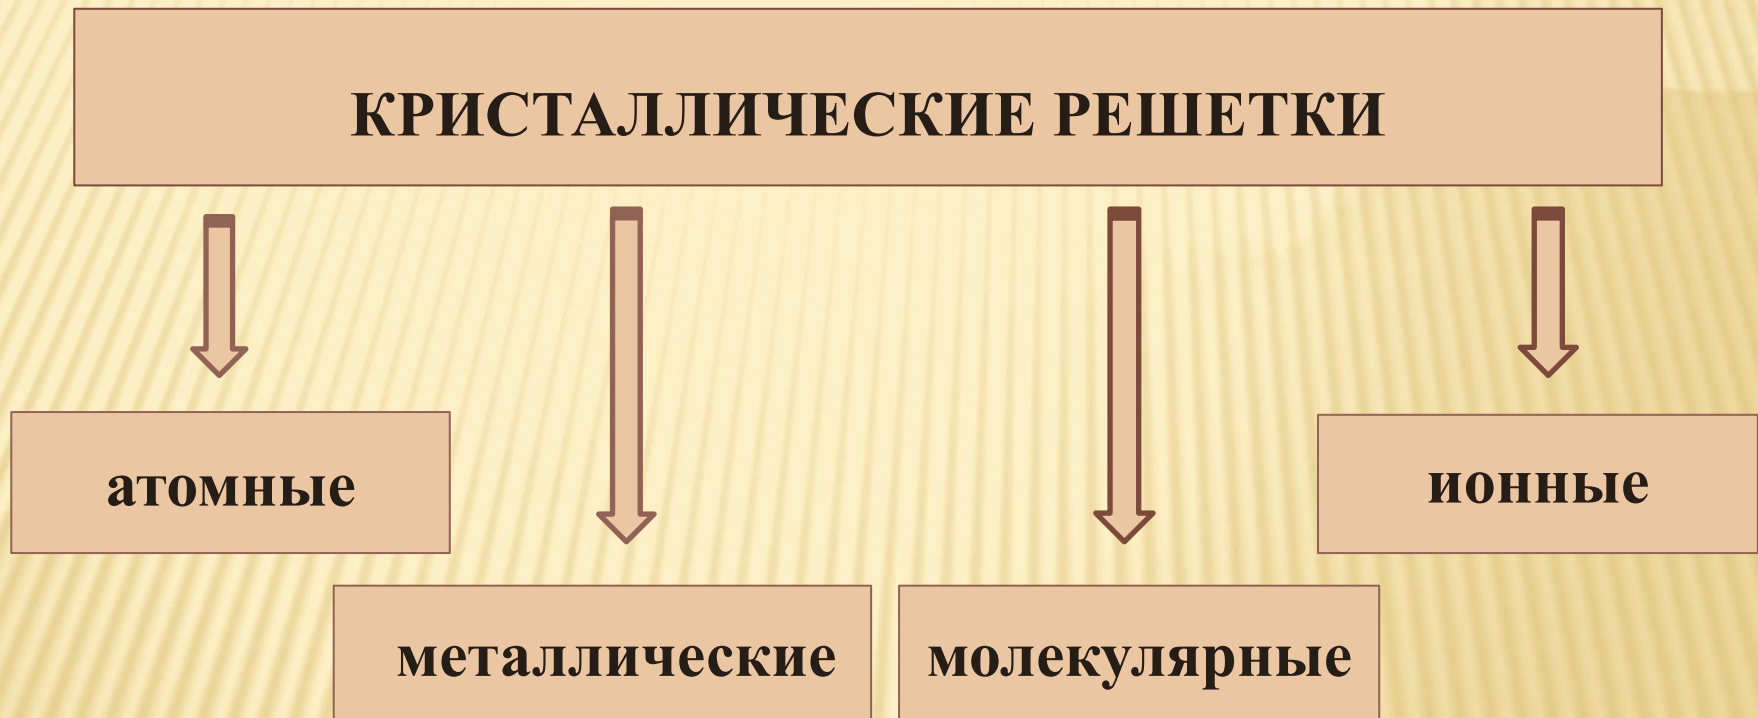 КРИСТАЛЛИЧЕСКИЕ РЕШЕТКИ
атомные
ионные
металлические
молекулярные